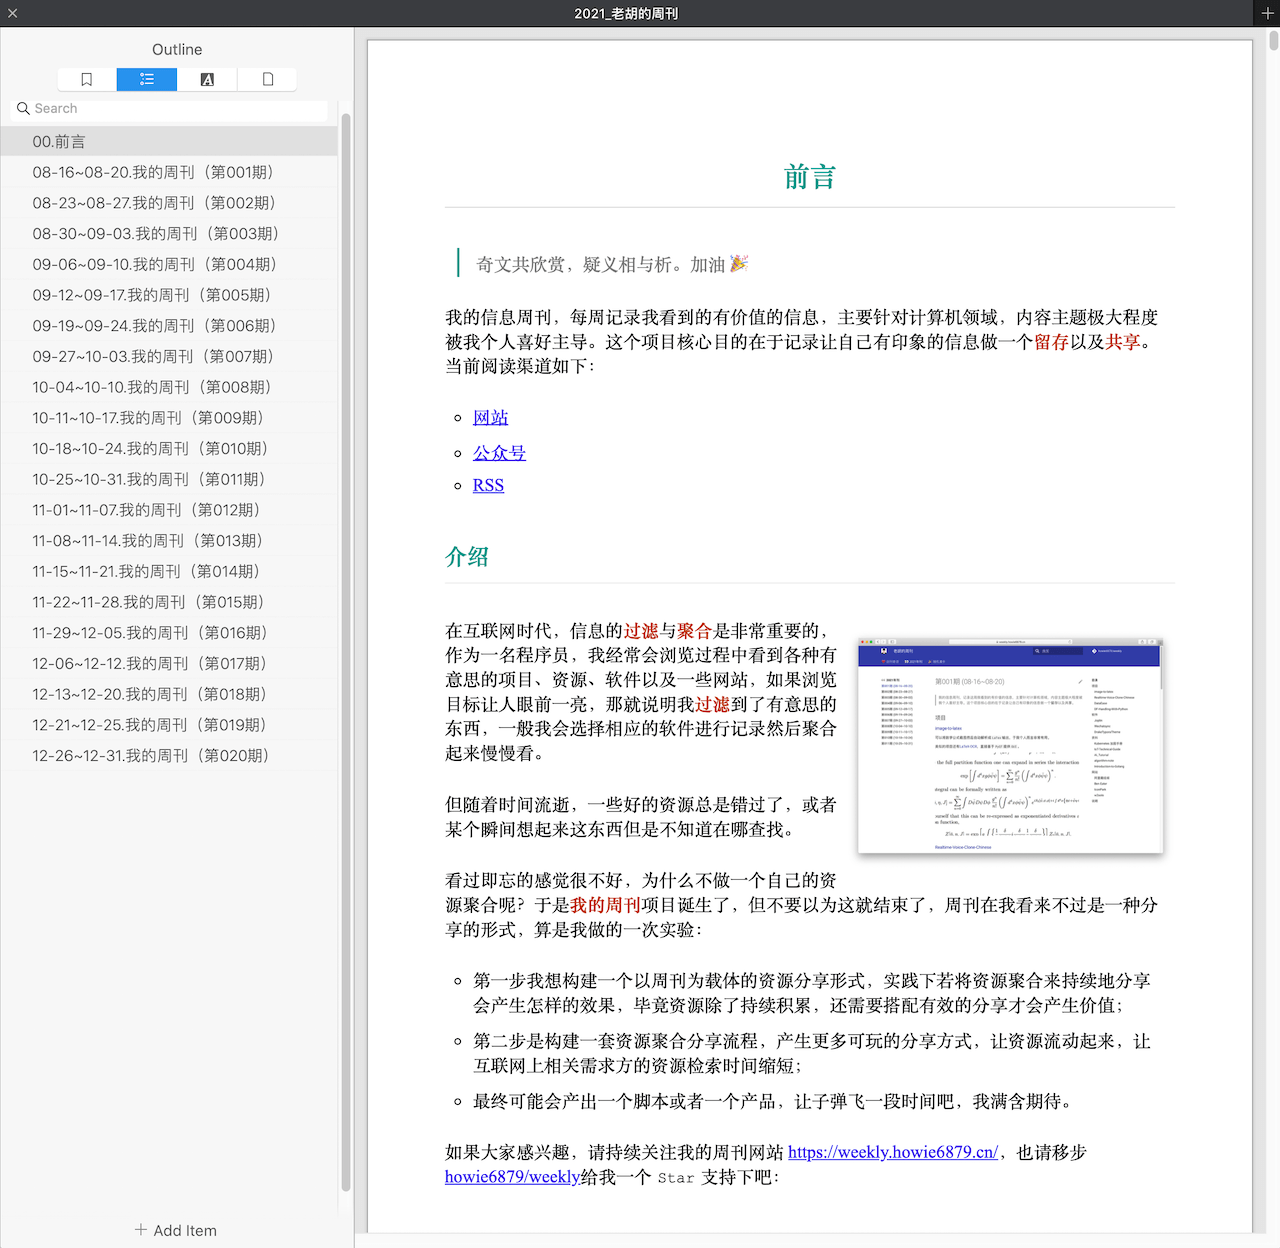 2021_老胡的周刊
Outline
Search
00.前言
08-16~08-20.我的周刊（第001期）
08-23~08-27.我的周刊（第002期）
08-30~09-03.我的周刊（第003期）
09-06~09-10.我的周刊（第004期）
09-12~09-17.我的周刊（第005期）
09-19~09-24.我的周刊（第006期）
09-27~10-03.我的周刊（第007期）
10-04~10-10.我的周刊（第008期）
10-11~10-17.我的周刊（第009期）
10-18~10-24.我的周刊（第010期）
10-25~10-31.我的周刊（第011期）
11-01~11-07.我的周刊（第012期）
11-08~11-14.我的周刊（第013期）
11-15~11-21.我的周刊（第014期）
11-22~11-28.我的周刊（第015期）
11-29~12-05.我的周刊（第016期）
12-06~12-12.我的周刊（第017期）
12-13~12-20.我的周刊（第018期）
12-21~12-25.我的周刊（第019期）
12-26~12-31.我的周刊（第020期）
Add Item
前言
奇文共欣赏，疑义相与析。加油🎉
我的信息周刊，每周记录我看到的有价值的信息，主要针对计算机领域，内容主题极大程度
被我个人喜好主导。这个项目核心目的在于记录让自己有印象的信息做一个留存以及共享。
当前阅读渠道如下：
网站
公众号
RSS
介绍
在互联网时代，信息的过滤与聚合是非常重要的，
作为一名程序员，我经常会浏览过程中看到各种有
意思的项目、资源、软件以及一些网站，如果浏览
目标让人眼前一亮，那就说明我过滤到了有意思的
东西，一般我会选择相应的软件进行记录然后聚合
起来慢慢看。
但随着时间流逝，一些好的资源总是错过了，或者
某个瞬间想起来这东西但是不知道在哪查找。
看过即忘的感觉很不好，为什么不做一个自己的资
源聚合呢？于是我的周刊项目诞生了，但不要以为这就结束了，周刊在我看来不过是一种分
享的形式，算是我做的一次实验：
第001期 (08-16~08-20)
项目
image-to-latex
the full partition function one can expand in series the interaction
Realtime-Voice-Clone-Chinese
第一步我想构建一个以周刊为载体的资源分享形式，实践下若将资源聚合来持续地分享
会产生怎样的效果，毕竟资源除了持续积累，还需要搭配有效的分享才会产生价值；
第二步是构建一套资源聚合分享流程，产生更多可玩的分享方式，让资源流动起来，让
互联网上相关需求方的资源检索时间缩短；
最终可能会产出一个脚本或者一个产品，让子弹飞一段时间吧，我满含期待。
如果大家感兴趣，请持续关注我的周刊网站 https://weekly.howie6879.cn/，也请移步
howie6879/weekly给我一个 Star 支持下吧：